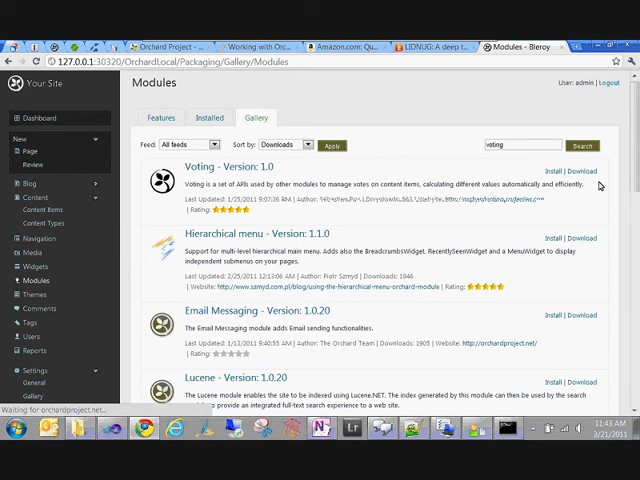 Orchard Project -
Working with Orc...
Amazon.com: Qu...
LIDNUG: A deep t...
Modules - Bleroy
127.0.0.1:30320/OrchardLocal/Packaging/Gallery/Modules
Your Site
Modules
User: admin | Logout
Dashboard
New
Page
Review
Blog
Content
Content Items
Content Types
Navigation
Media
Widgets
Modules
Themes
Comments
Tags
Users
Reports
Settings
General
Gallery
Waiting for orchardproject.net...
Features
Installed
Gallery
Feed: All feeds Sort by: Downloads Apply
voting Search
Voting - Version: 1.0
Install | Download
Voting is a set of APIs used by other modules to manage votes on content items, calculating different values automatically and efficiently.
Last Updated: 1/25/2011 9:07:36 PM
| Rating:
Hierarchical menu - Version: 1.1.0
Install | Download
Support for multi-level hierarchical main menu. Adds also the BreadcrumbsWidget, RecentlySeenWidget and a MenuWidget to display
independent submenus on your pages.
Last Updated: 2/25/2011 12:13:06 AM | Author: Piotr Szmyd | Downloads: 1946
| Website: http://www.szmyd.com.pl/blog/using-the-hierarchical-menu-orchard-module | Rating:
Email Messaging - Version: 1.0.20
Install | Download
The Email Messaging module adds Email sending functionalities.
Last Updated: 1/13/2011 9:40:55 AM | Author: The Orchard Team | Downloads: 1905 | Website: http://orchardproject.net/
| Rating:
Lucene - Version: 1.0.20
Install | Download
The Lucene module enables the site to be indexed using Lucene.NET. The index generated by this module can then be used by the search
to provide an integrated full-text search experience to a web site.
11:43 AM
3/21/2011